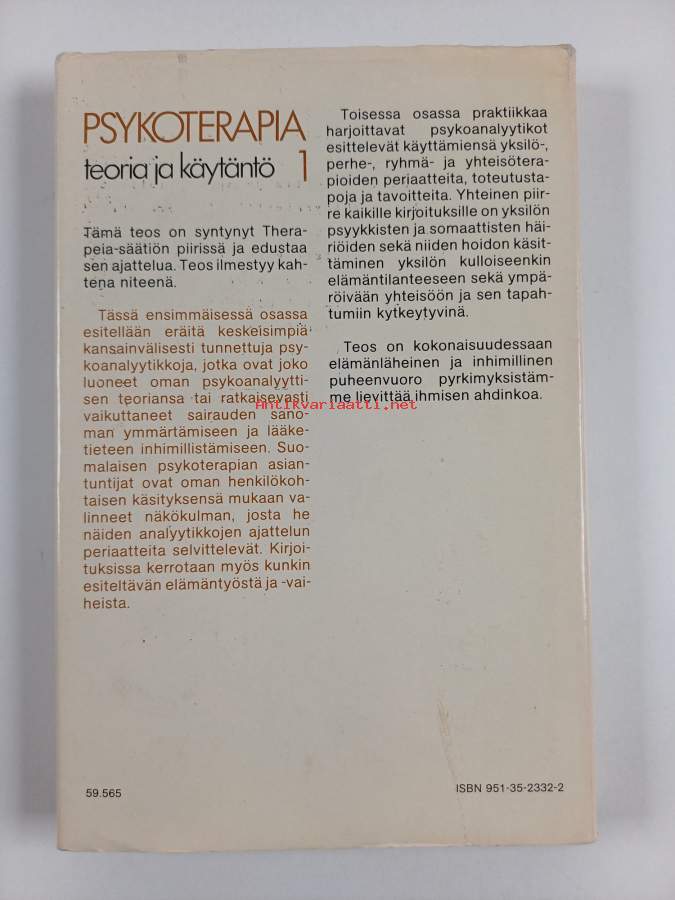 PSYKOTERAPIA
teoria ja käytäntö 1
Tämä teos on syntynyt Thera-
peia-säätiön piirissä ja edustaa
sen ajattelua. Teos ilmestyy kah-
tena niteenä.
Tässä ensimmäisessä osassa
esitellään eräitä keskeisimpiä
kansainvälisesti tunnettuja psy-
koanalyytikkoja, jotka ovat joko
luoneet oman psykoanalyytti-
sen teoriansa tai ratkaisevasti
vaikuttaneet sairauden sano-
man ymmärtämiseen ja lääke-
tieteen inhimillistämiseen. Suo-
malaisen psykoterapian asian-
tuntijat ovat oman henkilökoh-
taisen käsityksensä mukaan va-
linneet näkökulman, josta he
näiden analyytikkojen ajattelun
periaatteita selvittelevät. Kirjoi-
tuksissa kerrotaan myös kunkin
esiteltävän elämäntyöstä ja -vai-
heista.
Toisessa osassa praktiikkaa
harjoittavat psykoanalyytikot
esittelevät käyttämiensä yksilö-,
perhe-, ryhmä- ja yhteisötera-
pioiden periaatteita, toteutusta-
poja ja tavoitteita. Yhteinen piir-
re kaikille kirjoituksille on yksilön
psyykkisten ja somaattisten häi-
riöiden sekä niiden hoidon käsit-
täminen yksilön kulloiseenkin
elämäntilanteeseen sekä ympä-
röivään yhteisöön ja sen tapah-
tumiin kytkeytyvinä.
Teos on kokonaisuudessaan
elämänläheinen ja inhimillinen
puheenvuoro pyrkimyksistäm-
me lievittää ihmisen ahdinkoa.
Antikvariaatti.net
59.565
ISBN 951-35-2332-2